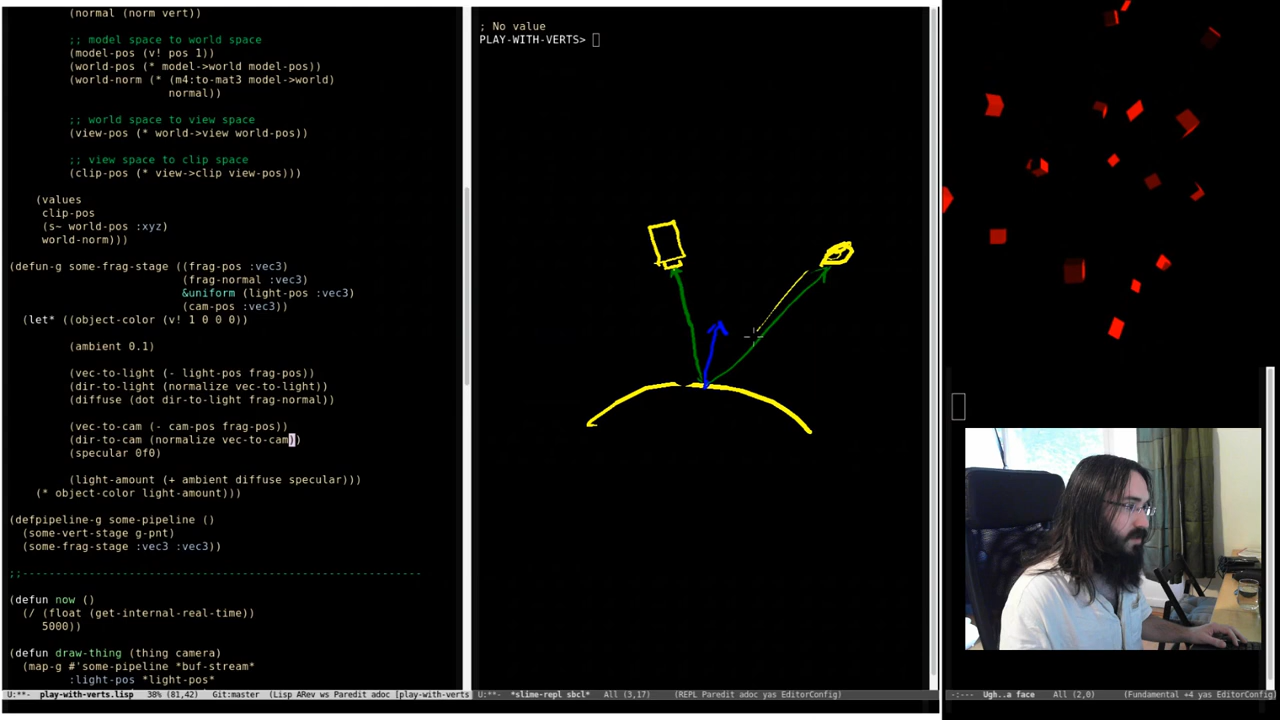 (normal (norm vert))
;; model space to world space
(model-pos (v! pos 1))
(world-pos (* model->world model-pos))
(world-norm (* (m4:to-mat3 model->world)
normal))
;; world space to view space
(view-pos (* world->view world-pos))
;; view space to clip space
(clip-pos (* view->clip view-pos)))
(values
clip-pos
(s~ world-pos :xyz)
world-norm)))
(defun-g some-frag-stage ((frag-pos :vec3)
(frag-normal :vec3)
&uniform (light-pos :vec3)
(cam-pos :vec3))
(let* ((object-color (v! 1 0 0 0))
(ambient 0.1)
(vec-to-light (- light-pos frag-pos))
(dir-to-light (normalize vec-to-light))
(diffuse (dot dir-to-light frag-normal))
(vec-to-cam (- cam-pos frag-pos))
(dir-to-cam (normalize vec-to-cam))
(specular 0f0)
(light-amount (+ ambient diffuse specular)))
(* object-color light-amount)))
(defpipeline-g some-pipeline ()
(some-vert-stage g-pnt)
(some-frag-stage :vec3 :vec3))
;;------------------------------------------------------------
(defun now ()
(/ (float (get-internal-real-time))
5000))
(defun draw-thing (thing camera)
(map-g #'some-pipeline *buf-stream*
:light-pos *light-pos*
U:**- play-with-verts.lisp 38% (81,42) Git:master (Lisp ARev ws Paredit adoc [play-with-verts
; No value
PLAY-WITH-VERTS>
U:**- *slime-repl sbcl* All (3,17) (REPL Paredit adoc yas EditorConfig)
-:--- Ugh..a face All (2,0) (Fundamental +4 yas EditorConfig